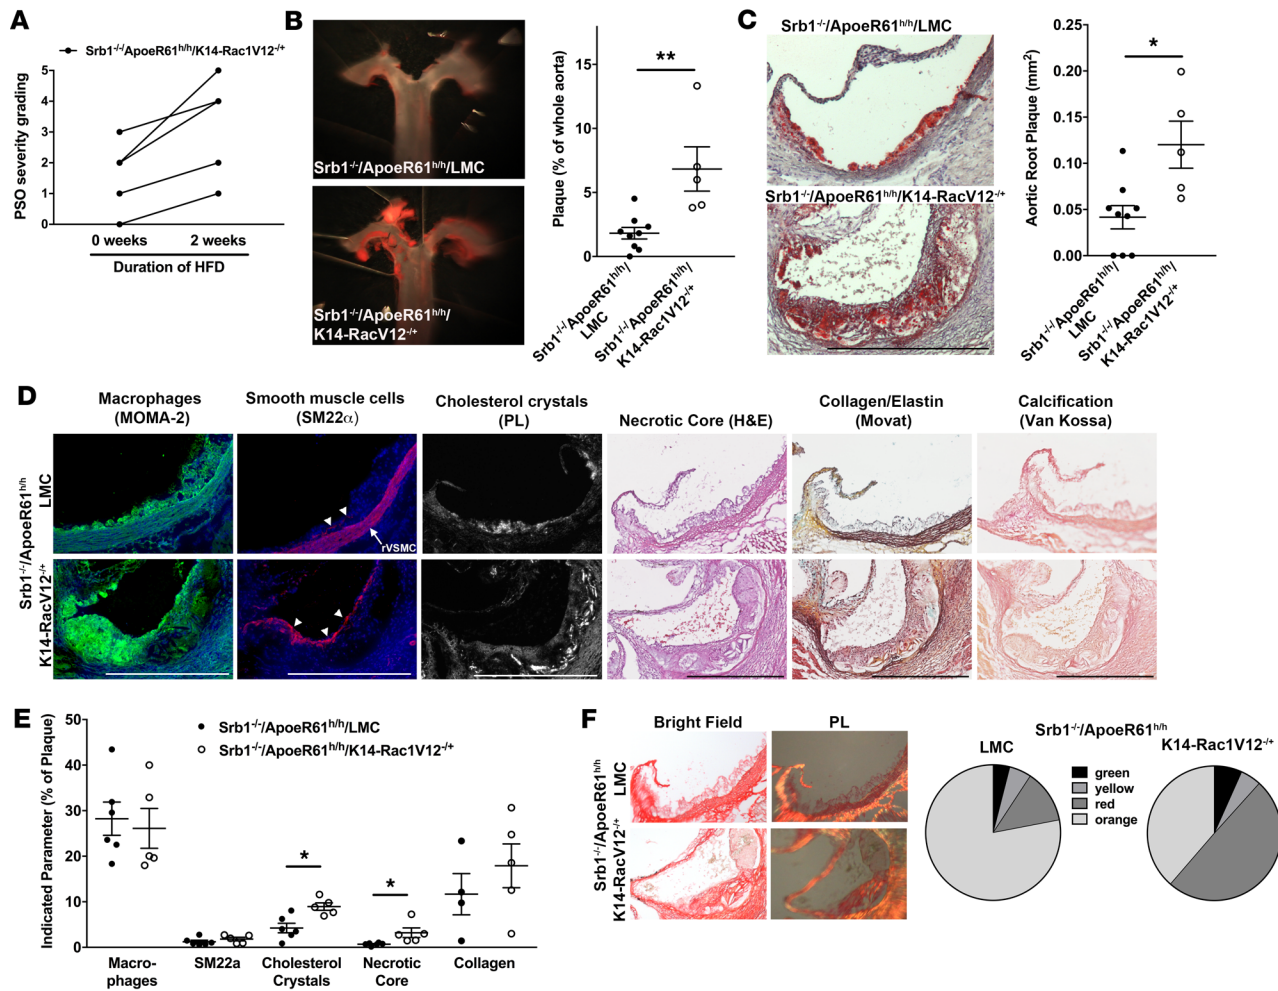 A
Srb1-/-/ApoeR61h/h/K14-Rac1V12-/+
PSO severity grading
5
4
3
2
1
0
0 weeks
2 weeks
Duration of HFD
B
Srb1-/-/ApoeR61h/h/LMC
Srb1-/-/ApoeR61h/h/
K14-RacV12-/+
Plaque (% of whole aorta)
15
10
5
0
**
Srb1-/-/ApoeR61h/h/
LMC
Srb1-/-/ApoeR61h/h/
K14-Rac1V12-/+
C
Srb1-/-/ApoeR61h/h/LMC
Srb1-/-/ApoeR61h/h/K14-RacV12-/+
Aortic Root Plaque (mm2)
0.25
0.20
0.15
0.10
0.05
0.00
*
Srb1-/-/ApoeR61h/h/
LMC
Srb1-/-/ApoeR61h/h/
K14-Rac1V12-/+
D
Macrophages
(MOMA-2)
Smooth muscle cells
(SM22α)
Cholesterol crystals
(PL)
Necrotic Core (H&E)
Collagen/Elastin
(Movat)
Calcification
(Van Kossa)
Srb1-/-/ApoeR61h/h
LMC
K14-RacV12-/+
rVSMC
E
Indicated Parameter (% of Plaque)
50
40
30
20
10
0
Srb1-/-/ApoeR61h/h/LMC
Srb1-/-/ApoeR61h/h/K14-Rac1V12-/+
*
*
Macro-
phages
SM22a
Cholesterol
Crystals
Necrotic
Core
Collagen
F
Bright Field
PL
Srb1-/-/ApoeR61h/h
LMC
K14-RacV12-/+
Srb1-/-/ApoeR61h/h
LMC
K14-Rac1V12-/+
green
yellow
red
orange